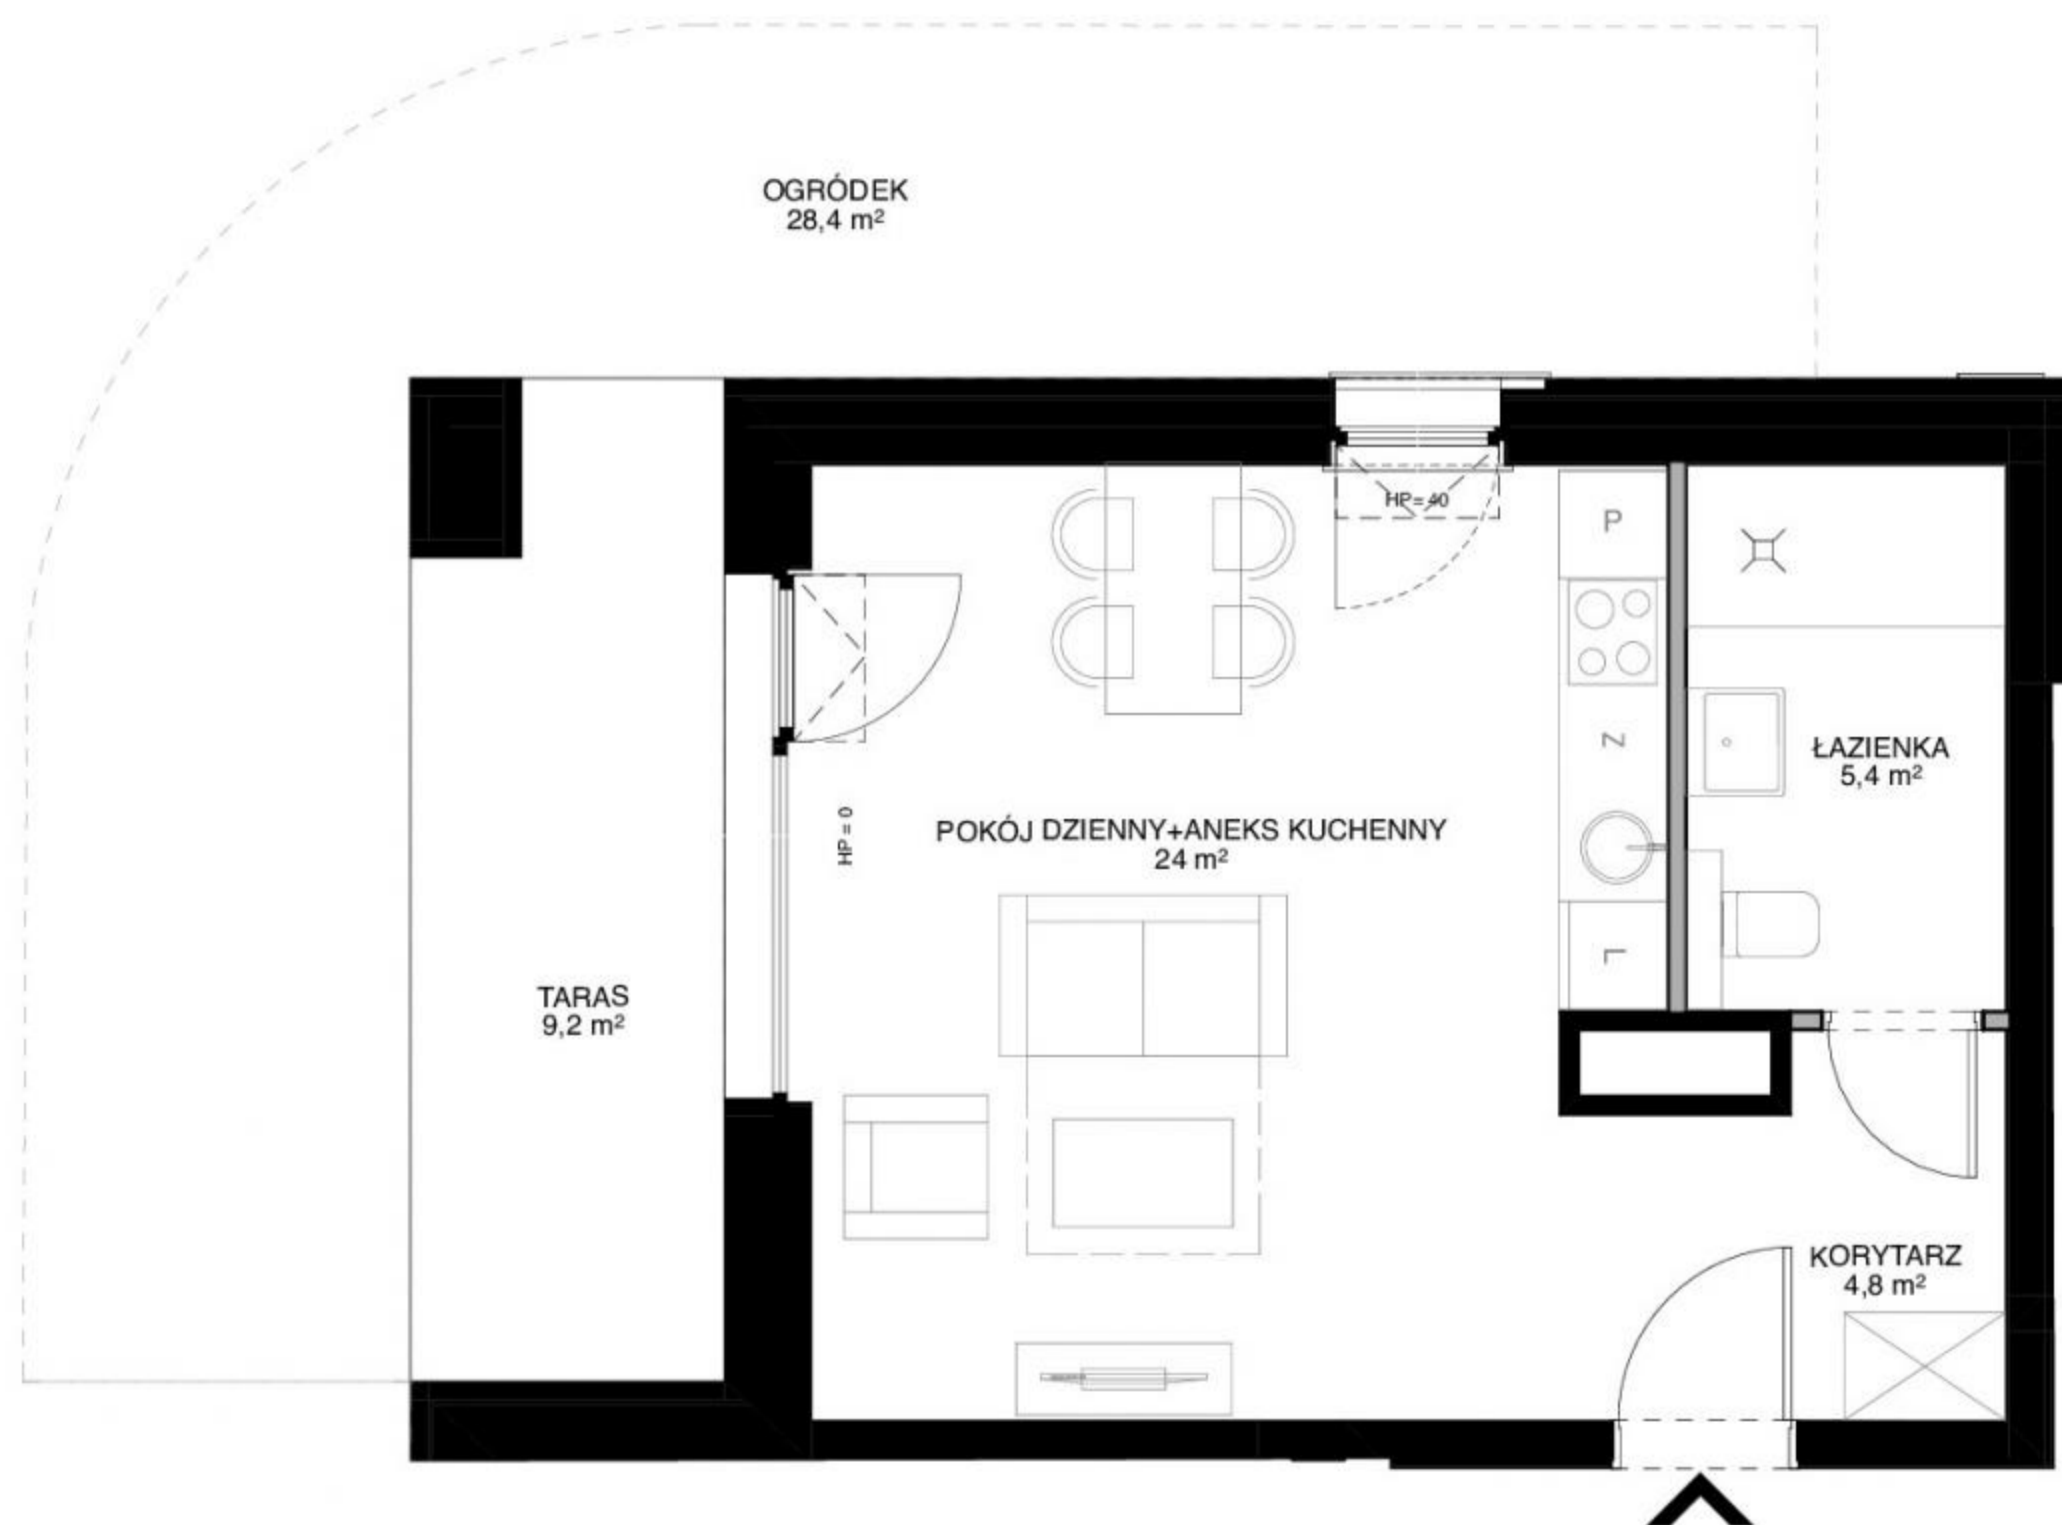 OGRÓDEK
28,4 m²
HP= 40
P
Z
ŁAZIENKA
5,4 m²
HP = 0
POKÓJ DZIENNY+ANEKS KUCHENNY
24 m²
L
TARAS
9,2 m²
KORYTARZ
4,8 m²